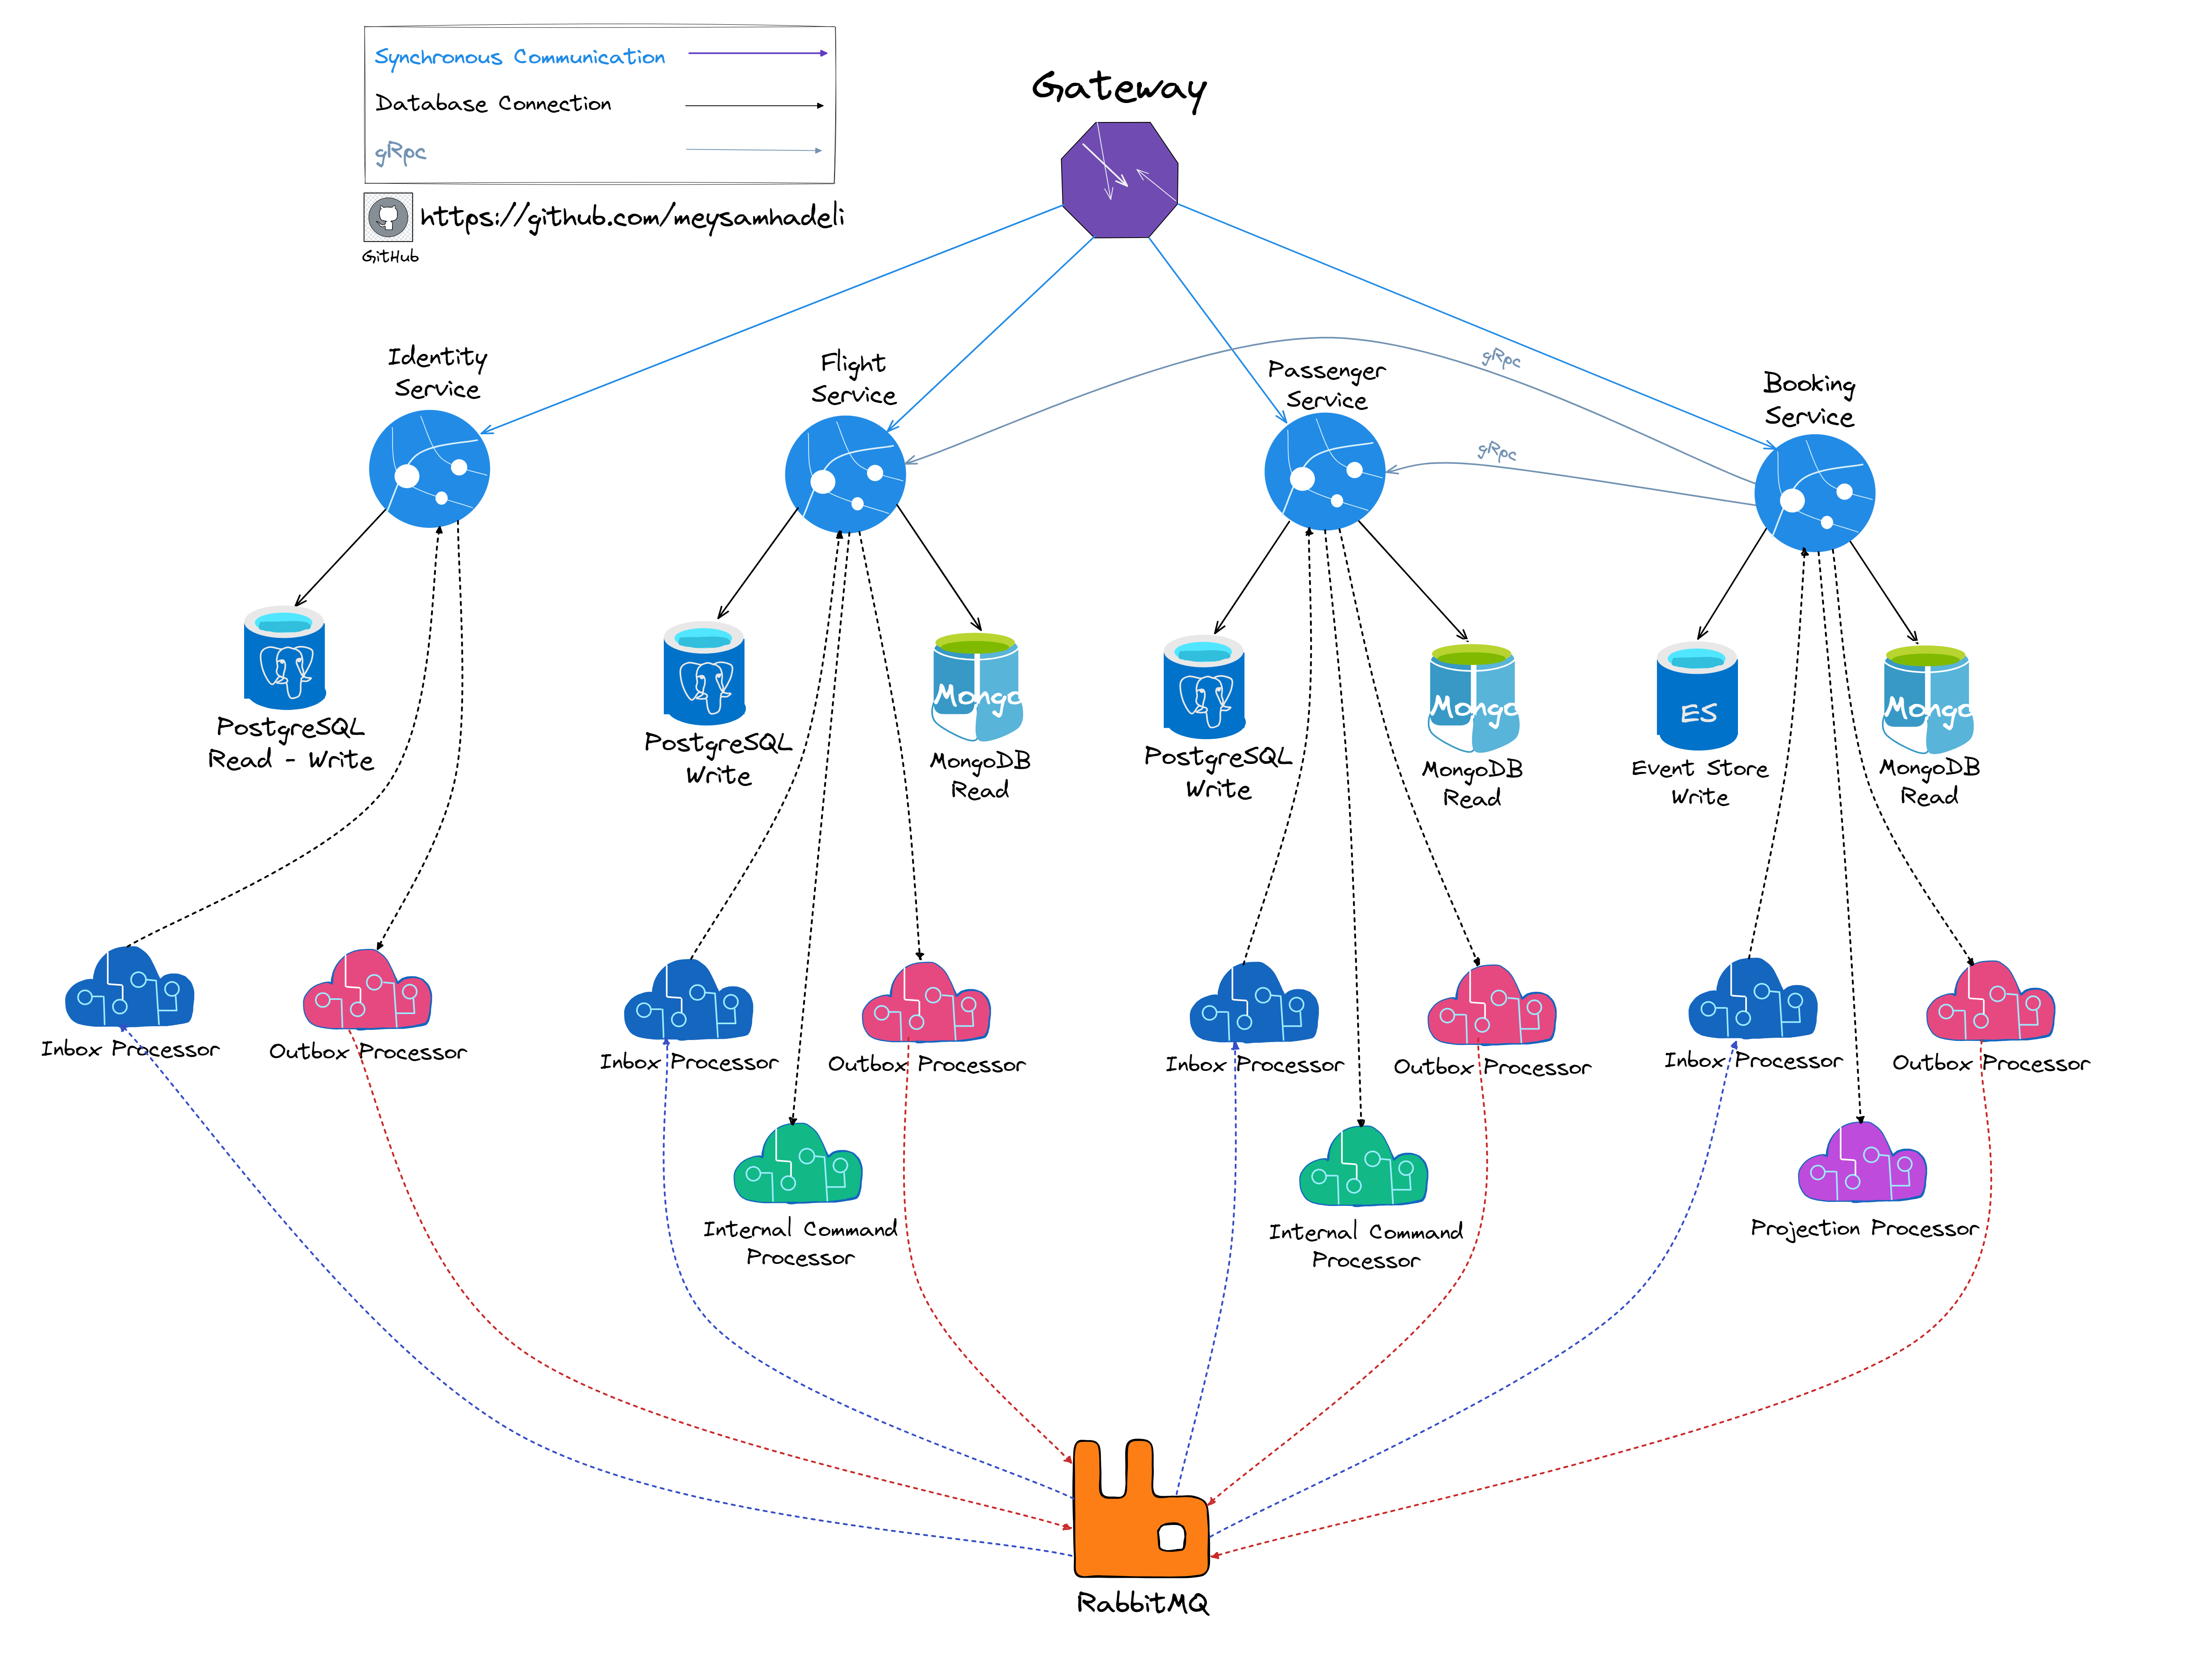 Synchronous Communication
Database Connection
gRpc
https://github.com/meysamhadeli
GitHub
Gateway
Identity
Service
Flight
Service
Passenger
Service
Booking
Service
gRpc
gRpc
PostgreSQL
Read - Write
PostgreSQL
Write
Mongo
MongoDB
Read
PostgreSQL
Write
Mongo
MongoDB
Read
ES
Event Store
Write
Mongo
MongoDB
Read
Inbox Processor
Outbox Processor
Inbox Processor
Outbox Processor
Inbox Processor
Outbox Processor
Inbox Processor
Outbox Processor
Internal Command
Processor
Internal Command
Processor
Projection Processor
RabbitMQ